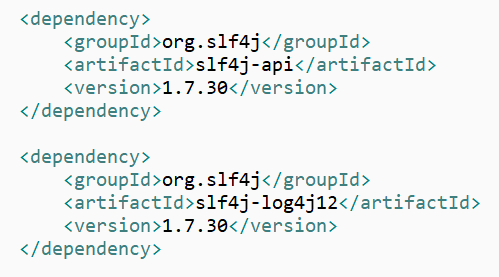 <dependency>
    <groupId>org.slf4j</groupId>
    <artifactId>slf4j-api</artifactId>
    <version>1.7.30</version>
</dependency>

<dependency>
    <groupId>org.slf4j</groupId>
    <artifactId>slf4j-log4j12</artifactId>
    <version>1.7.30</version>
</dependency>